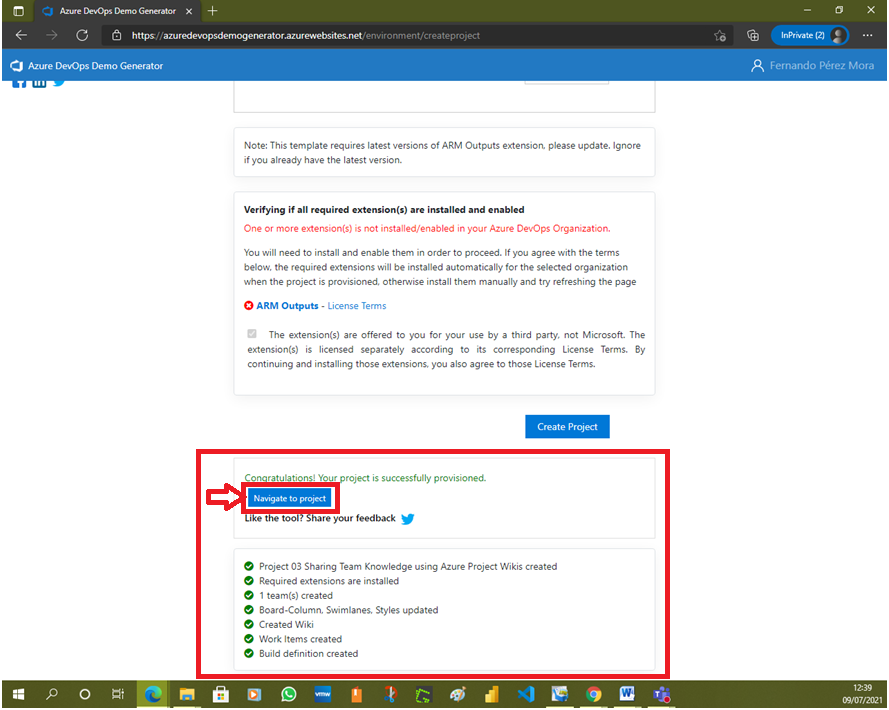 Azure DevOps Demo Generator
https://azuredevopsdemogenerator.azurewebsites.net/environment/createproject
InPrivate (2)
Azure DevOps Demo Generator
Fernando Pérez Mora
Note: This template requires latest versions of ARM Outputs extension, please update. Ignore
if you already have the latest version.
Verifying if all required extension(s) are installed and enabled
One or more extension(s) is not installed/enabled in your Azure DevOps Organization.
You will need to install and enable them in order to proceed. If you agree with the terms
below, the required extensions will be installed automatically for the selected organization
when the project is provisioned, otherwise install them manually and try refreshing the page
ARM Outputs - License Terms
The extension(s) are offered to you for your use by a third party, not Microsoft. The
extension(s) is licensed separately according to its corresponding License Terms. By
continuing and installing those extensions, you also agree to those License Terms.
Create Project
Congratulations! Your project is successfully provisioned.
Navigate to project
Like the tool? Share your feedback
Project 03 Sharing Team Knowledge using Azure Project Wikis created
Required extensions are installed
1 team(s) created
Board-Column, Swimlanes, Styles updated
Created Wiki
Work Items created
Build definition created
vmw
12:39
09/07/2021